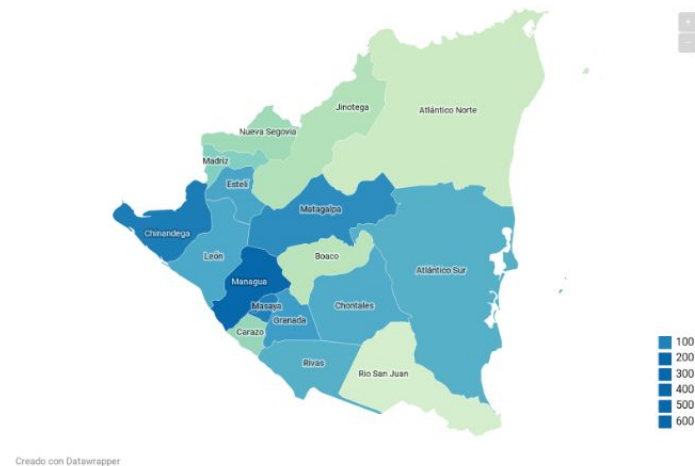 Jinotega
Atlántico Norte
Nueva Segovia
Madriz
Estelí
Matagalpa
Chinandega
León
Boaco
Atlántico Sur
Managua
Masaya
Chontales
Granada
Carazo
Rivas
Río San Juan
100
200
300
400
500
600
Creado con Datawrapper